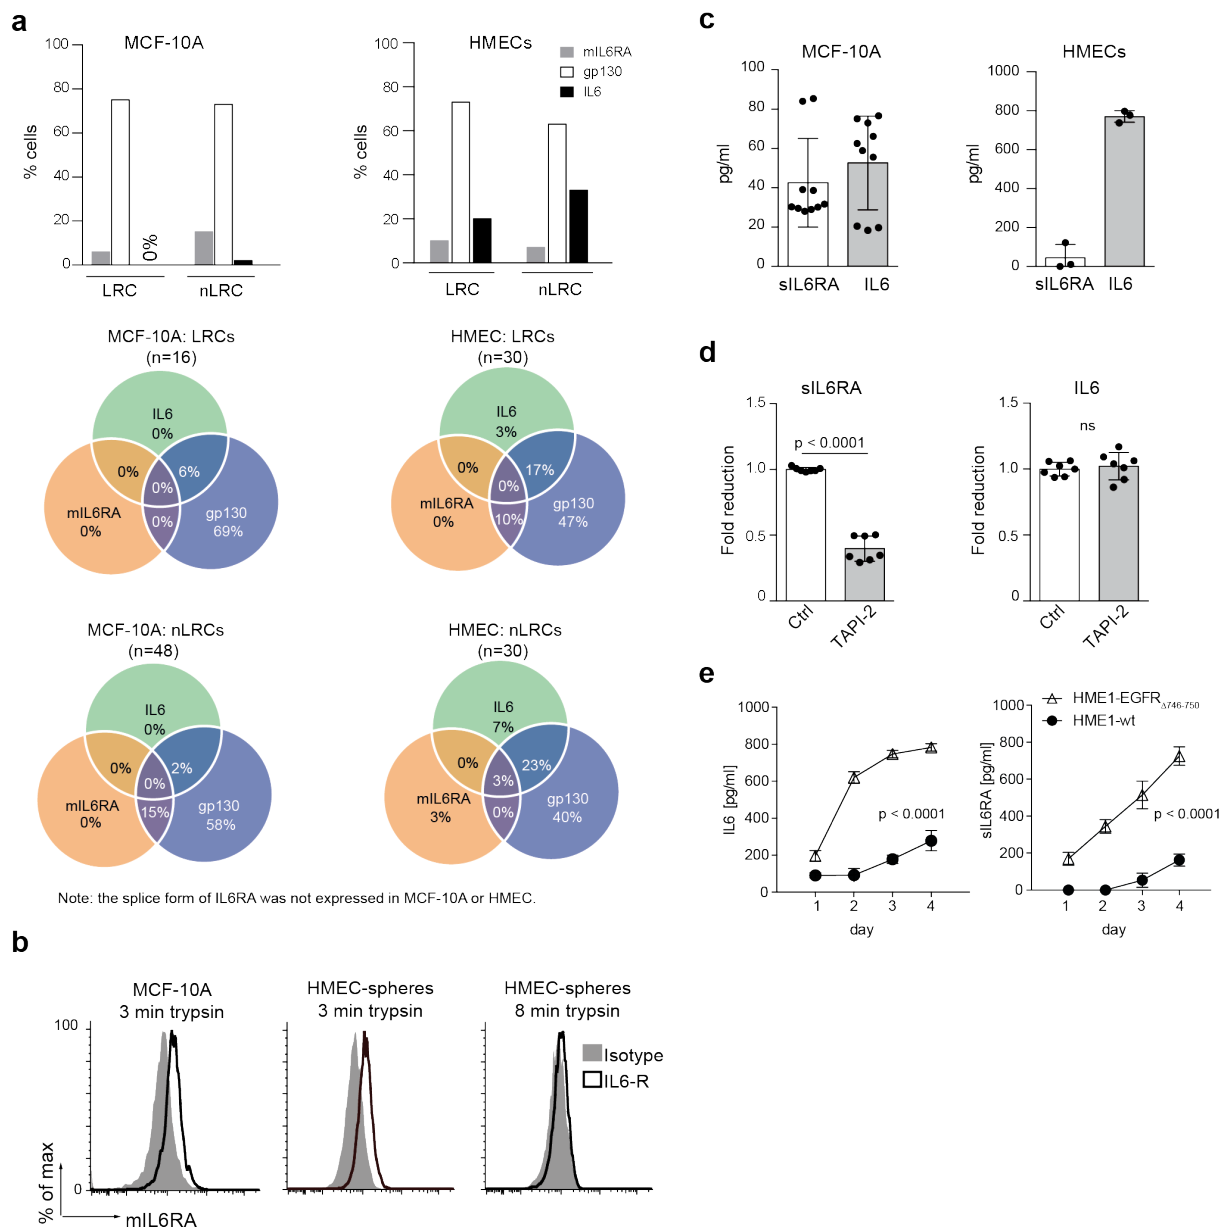 a
MCF-10A
100
80
60
40
20
0
% cells
0%
LRC
nLRC
HMECs
100
80
60
40
20
0
% cells
mIL6RA
gp130
IL6
LRC
nLRC
MCF-10A: LRCs
(n=16)
IL6
0%
0%
6%
0%
mIL6RA
0%
0%
gp130
69%
HMEC: LRCs
(n=30)
IL6
3%
0%
17%
0%
mIL6RA
0%
10%
gp130
47%
MCF-10A: nLRCs
(n=48)
IL6
0%
0%
2%
0%
mIL6RA
0%
15%
gp130
58%
HMEC: nLRCs
(n=30)
IL6
7%
0%
23%
3%
mIL6RA
3%
0%
gp130
40%
Note: the splice form of IL6RA was not expressed in MCF-10A or HMEC.
b
MCF-10A
3 min trypsin
HMEC-spheres
3 min trypsin
HMEC-spheres
8 min trypsin
100
0
% of max
mIL6RA
Isotype
IL6-R
c
MCF-10A
100
80
60
40
20
0
pg/ml
sIL6RA
IL6
HMECs
1000
800
600
400
200
0
pg/ml
sIL6RA
IL6
d
sIL6RA
1.5
1.0
0.5
0
Fold reduction
p < 0.0001
Ctrl
TAPI-2
IL6
1.5
1.0
0.5
0
Fold reduction
ns
Ctrl
TAPI-2
e
1000
800
600
400
200
0
IL6 [pg/ml]
p < 0.0001
1 2 3 4
day
1000
800
600
400
200
0
sIL6RA [pg/ml]
HME1-EGFRΔ746-750
HME1-wt
p < 0.0001
1 2 3 4
day